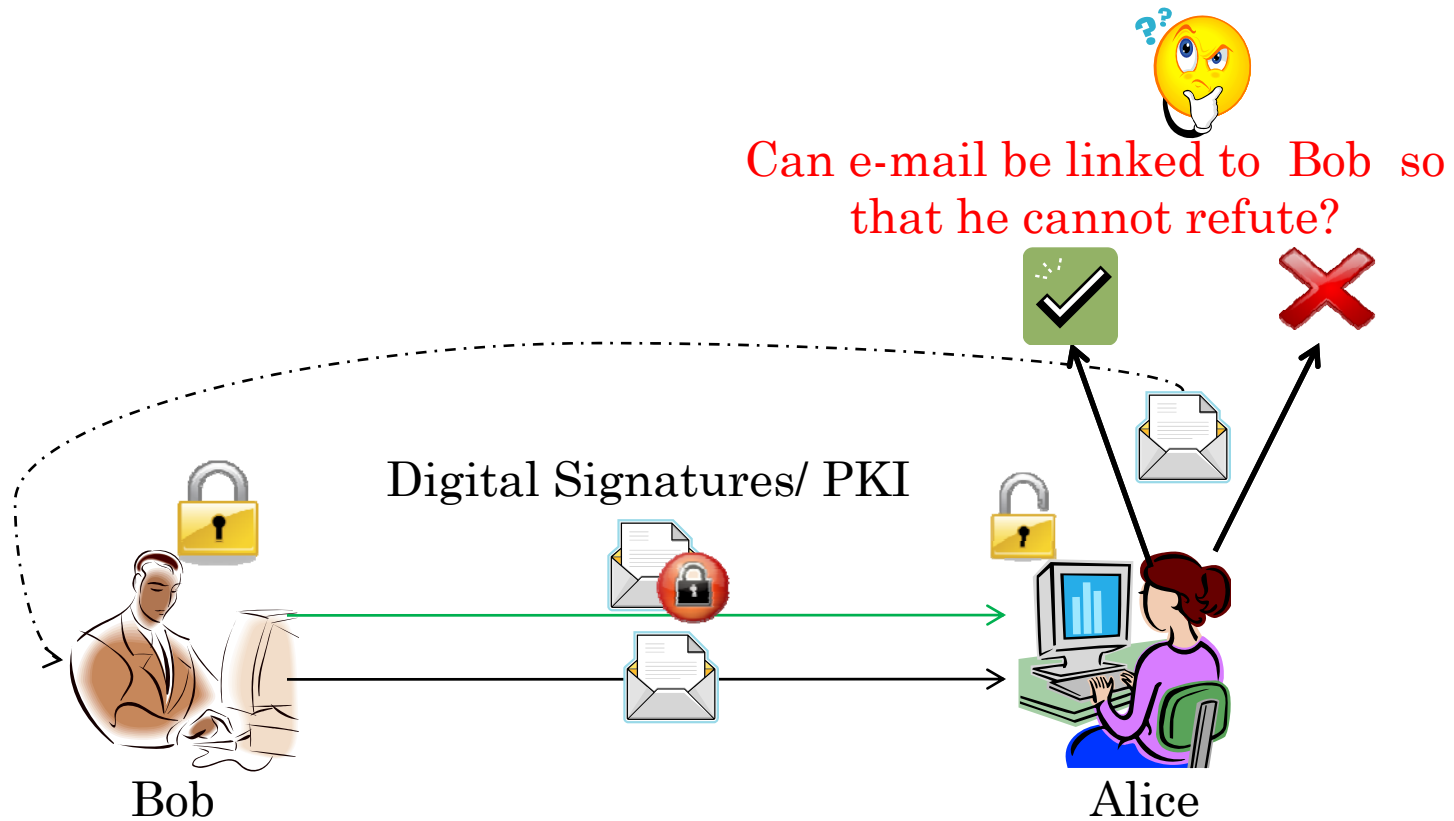 ??
Can e-mail be linked to Bob so
that he cannot refute?
Digital Signatures/ PKI
Bob
Alice